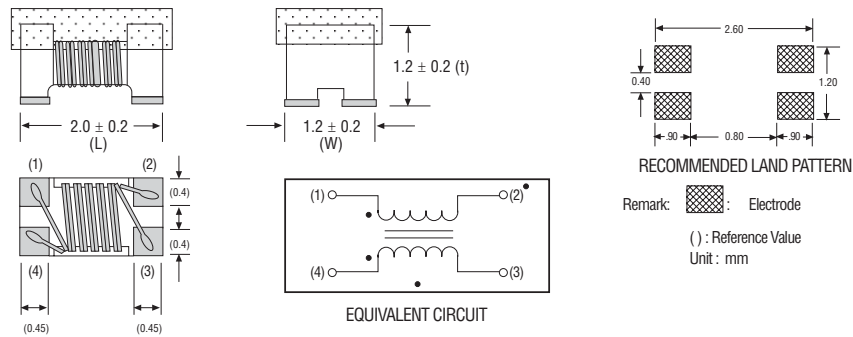 1.2 ± 0.2 (t)
2.0 ± 0.2
(L)
1.2 ± 0.2
(W)
2.60
0.40
1.20
.90
0.80
.90
RECOMMENDED LAND PATTERN
Remark: : Electrode
( ) : Reference Value
Unit : mm
(1)
(2)
(0.4)
(0.4)
(4)
(3)
(0.45)
(0.45)
(1)
(2)
(4)
(3)
EQUIVALENT CIRCUIT